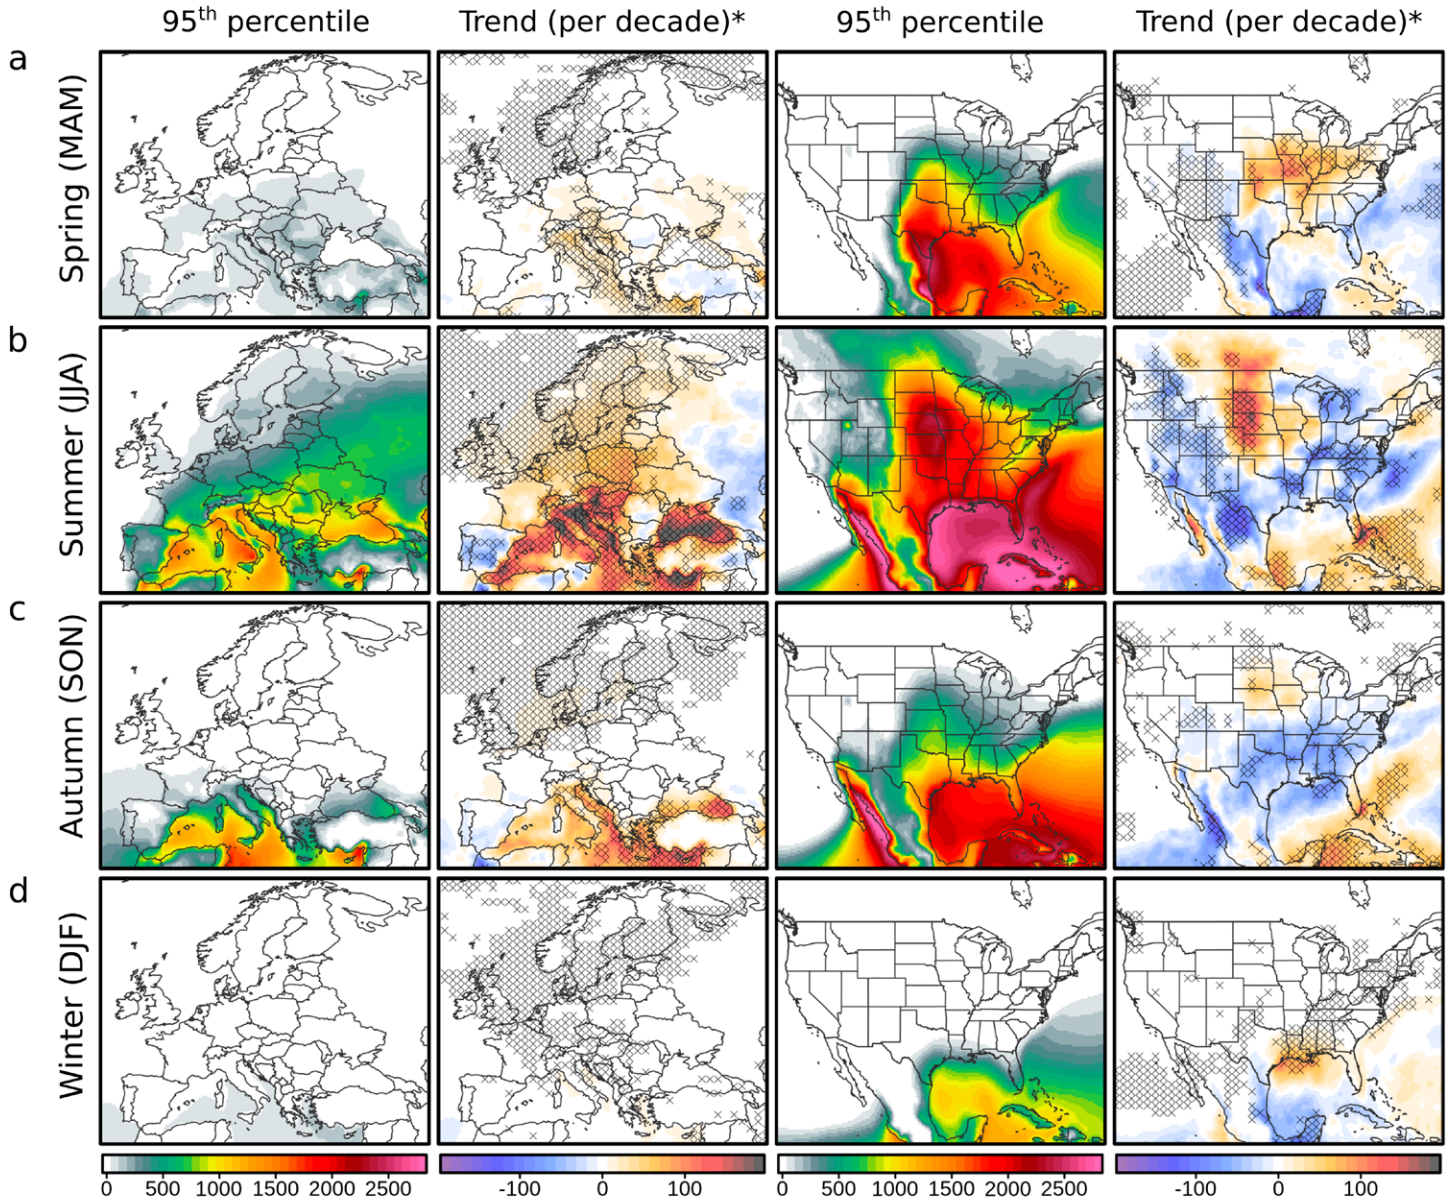 95th percentile Trend (per decade)* 95th percentile Trend (per decade)*
a
Spring (MAM)
b
Summer (JJA)
c
Autumn (SON)
d
Winter (DJF)
0 500 1000 1500 2000 2500 -100 0 100 0 500 1000 1500 2000 2500 -100 0 100